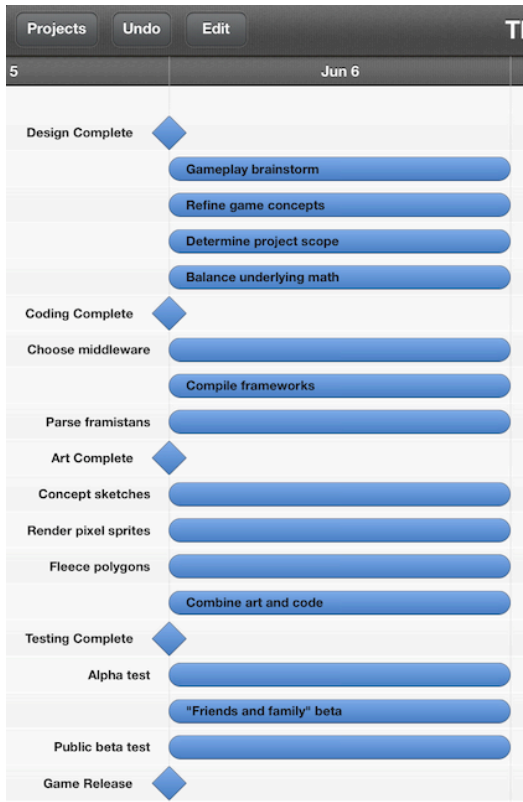 Projects Undo Edit
5 Jun 6
Design Complete
Gameplay brainstorm
Refine game concepts
Determine project scope
Balance underlying math
Coding Complete
Choose middleware
Compile frameworks
Parse framistans
Art Complete
Concept sketches
Render pixel sprites
Fleece polygons
Combine art and code
Testing Complete
Alpha test
"Friends and family" beta
Public beta test
Game Release